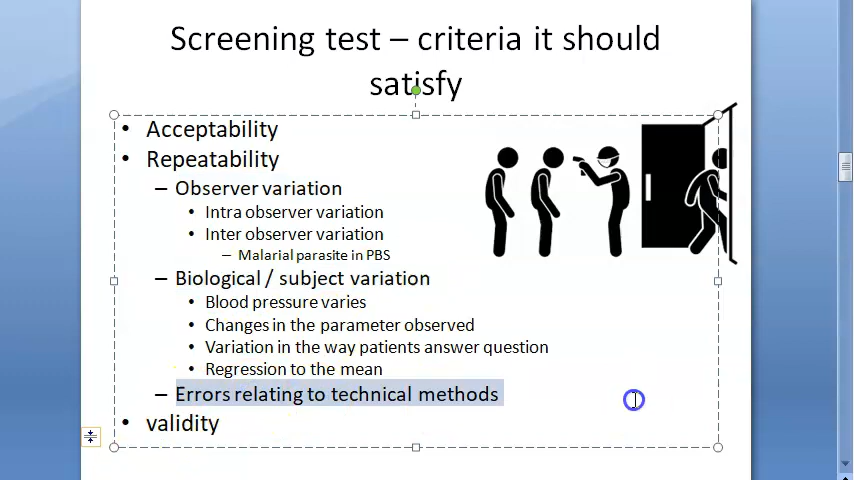 Screening test – criteria it should
satisfy
• Acceptability
• Repeatability
– Observer variation
• Intra observer variation
• Inter observer variation
– Malarial parasite in PBS
– Biological / subject variation
• Blood pressure varies
• Changes in the parameter observed
• Variation in the way patients answer question
• Regression to the mean
– Errors relating to technical methods
• validity